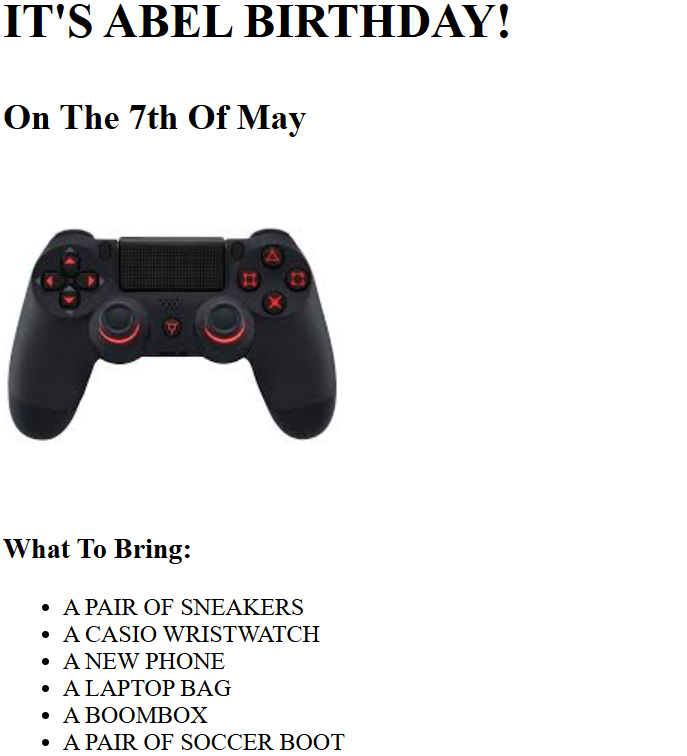 IT'S ABEL BIRTHDAY!
On The 7th Of May
What To Bring:
• A PAIR OF SNEAKERS
• A CASIO WRISTWATCH
• A NEW PHONE
• A LAPTOP BAG
• A BOOMBOX
• A PAIR OF SOCCER BOOT